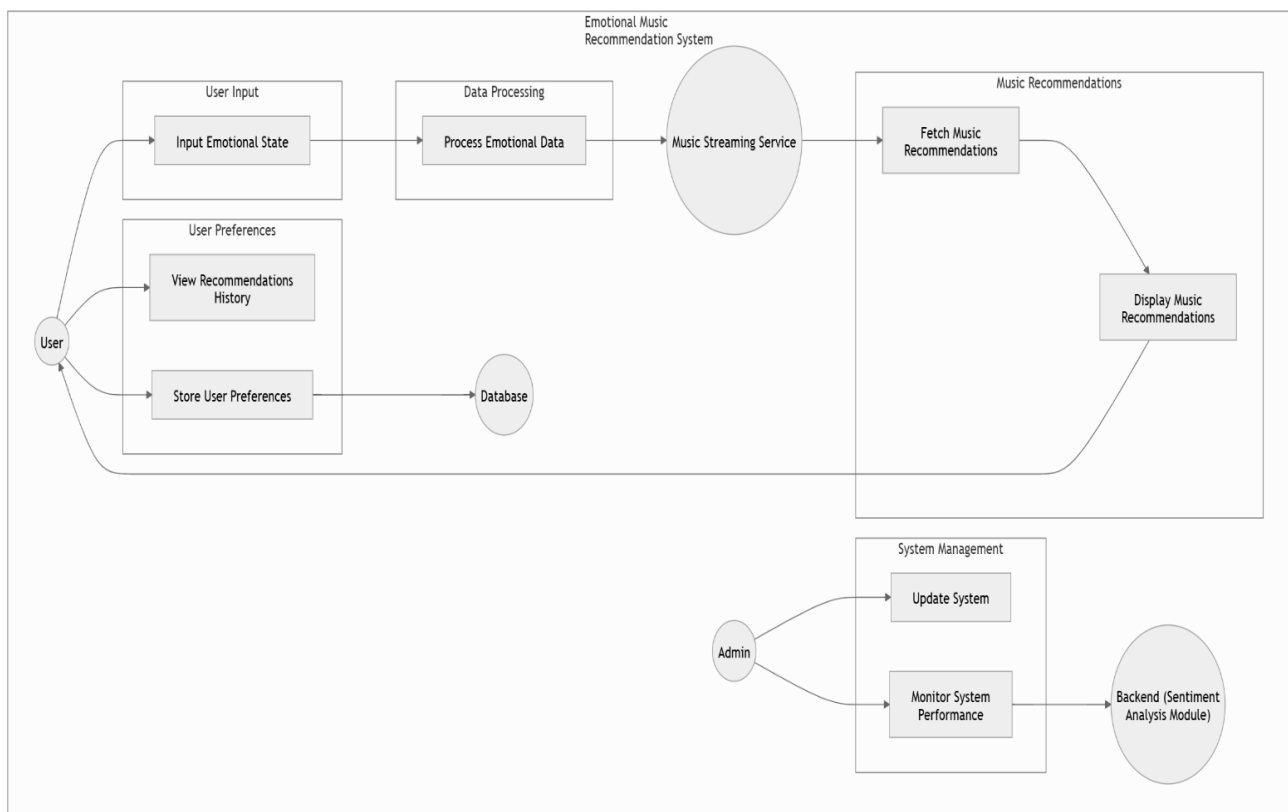 Emotional Music
Recommendation System
User Input
Input Emotional State
Data Processing
Process Emotional Data
Music Streaming Service
Music Recommendations
Fetch Music
Recommendations
Display Music
Recommendations
User Preferences
View Recommendations
History
User
Store User Preferences
Database
System Management
Update System
Admin
Monitor System
Performance
Backend (Sentiment
Analysis Module)